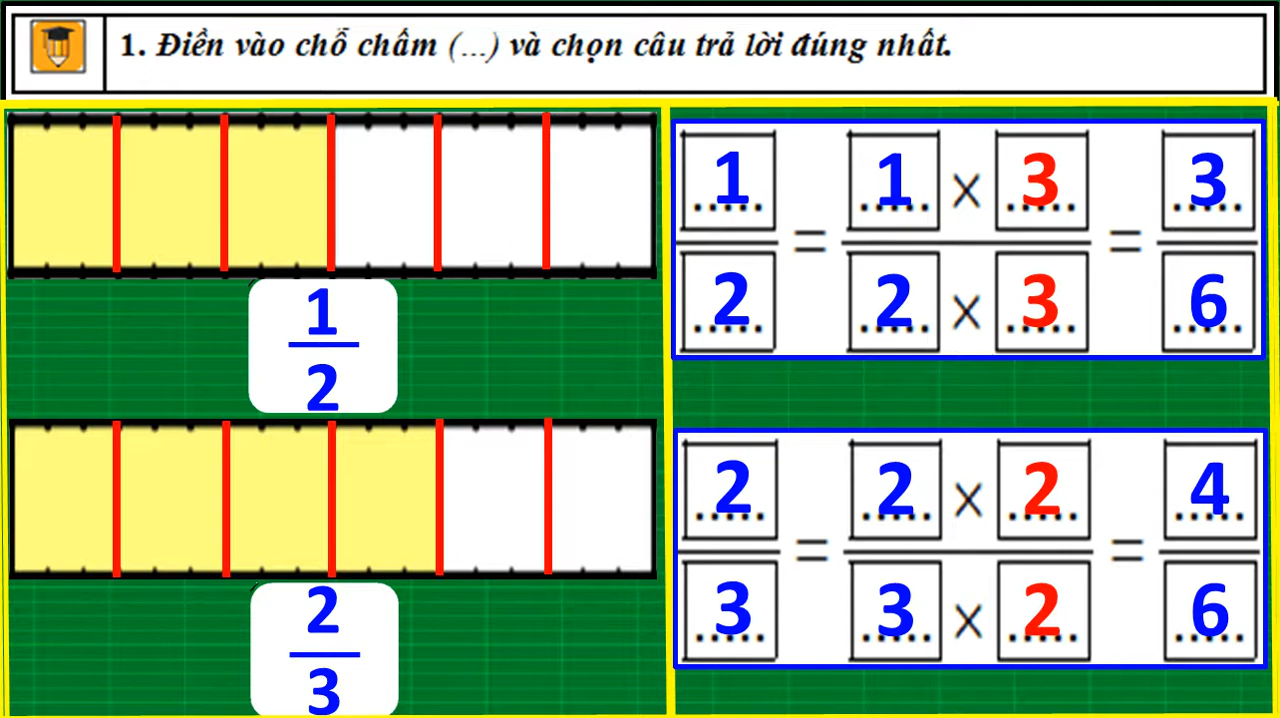 1. Điền vào chỗ chấm (...) và chọn câu trả lời đúng nhất.
1
2
1 = 1 × 3 = 3
2 2 × 3 6
2
3
2 = 2 × 2 = 4
3 3 × 2 6